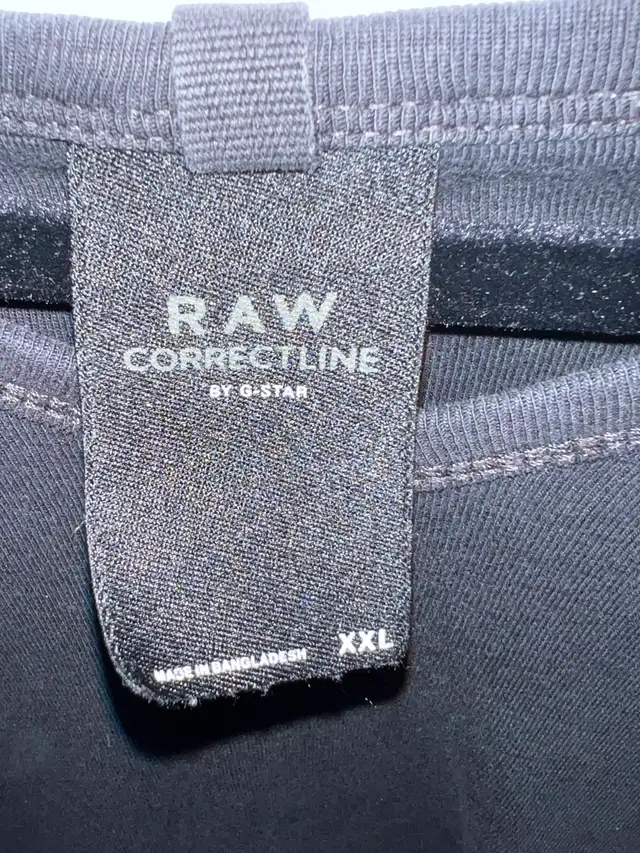 RAW
CORRECTLINE
BY G-STAR
XXL
MADE IN BANGLADESH